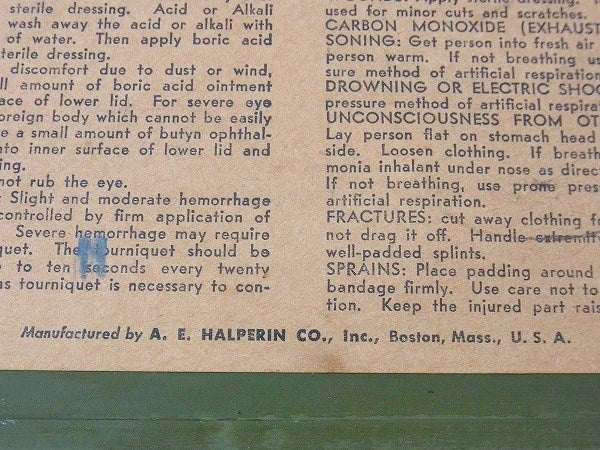 sterile dressing. Acid or Alkali
wash away the acid or alkali with
of water. Then apply boric acid
sterile dressing.
discomfort due to dust or wind,
ll amount of boric acid ointment
ace of lower lid. For severe eye
oreign body which cannot be easily
e a small amount of butyn ophthal-
nto inner surface of lower lid and
ing.
not rub the eye.
: Slight and moderate hemorrhage
controlled by firm application of
Severe hemorrhage may require
quet. The tourniquet should be
e to ten seconds every twenty
as tourniquet is necessary to con-
Apply sterile dressing.
used for minor cuts and scratches.
CARBON MONOXIDE (EXHAUST
SONING: Get person into fresh air
person warm. If not breathing us
sure method of artificial respiration
DROWNING OR ELECTRIC SHOC
pressure method of artificial respirat
UNCONSCIOUSNESS FROM OT
Lay person flat on stomach head
side. Loosen clothing. If breath
monia inhalant under nose as direc
If not breathing, use prone press
artificial respiration.
FRACTURES: cut away clothing fr
not drag it off. Handle extremit
well-padded splints.
SPRAINS: Place padding around
bandage firmly. Use care not to
tion. Keep the injured part rais
Manufactured by A. E. HALPERIN CO., Inc., Boston, Mass., U. S. A.